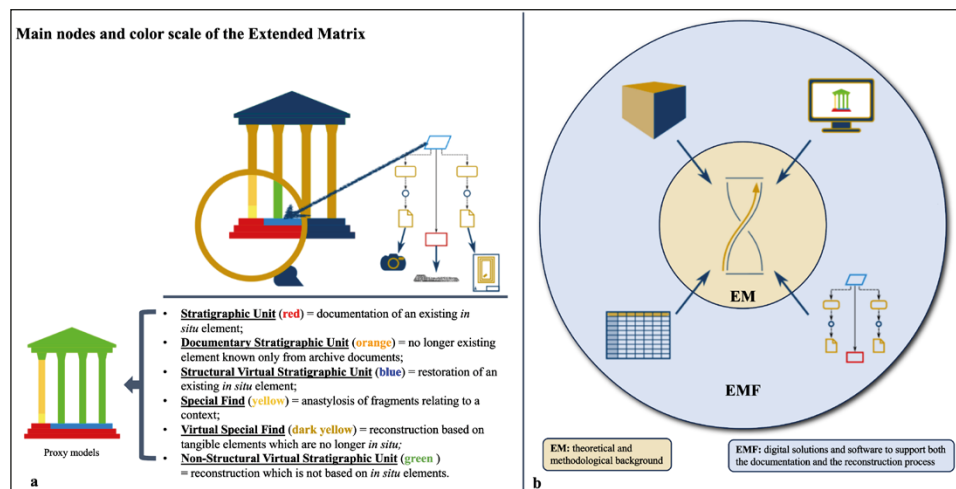 Main nodes and color scale of the Extended Matrix
• Stratigraphic Unit (red) = documentation of an existing in
situ element;
• Documentary Stratigraphic Unit (orange) = no longer existing
element known only from archive documents;
• Structural Virtual Stratigraphic Unit (blue) = restoration of an
existing in situ element;
• Special Find (yellow) = anastylosis of fragments relating to a
context;
• Virtual Special Find (dark yellow) = reconstruction based on
tangible elements which are no longer in situ;
• Non-Structural Virtual Stratigraphic Unit (green )
= reconstruction which is not based on in situ elements.
Proxy models
a
EM
EMF
EM: theoretical and
methodological background
EMF: digital solutions and software to support both
the documentation and the reconstruction process
b